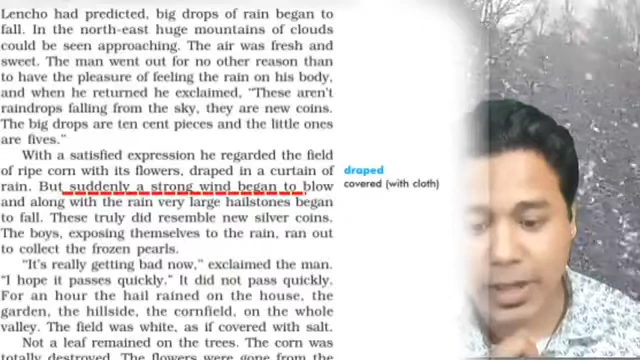 Lencho had predicted, big drops of rain began to
fall. In the north-east huge mountains of clouds
could be seen approaching. The air was fresh and
sweet. The man went out for no other reason than
to have the pleasure of feeling the rain on his body,
and when he returned he exclaimed, “These aren’t
raindrops falling from the sky, they are new coins.
The big drops are ten cent pieces and the little ones
are fives.”
With a satisfied expression he regarded the field
of ripe corn with its flowers, draped in a curtain of
rain. But suddenly a strong wind began to blow
and along with the rain very large hailstones began
to fall. These truly did resemble new silver coins.
The boys, exposing themselves to the rain, ran out
to collect the frozen pearls.
“It’s really getting bad now,” exclaimed the man.
“I hope it passes quickly.” It did not pass quickly.
For an hour the hail rained on the house, the
garden, the hillside, the cornfield, on the whole
valley. The field was white, as if covered with salt.
Not a leaf remained on the trees. The corn was
totally destroyed. The flowers were gone from the
draped
covered (with cloth)